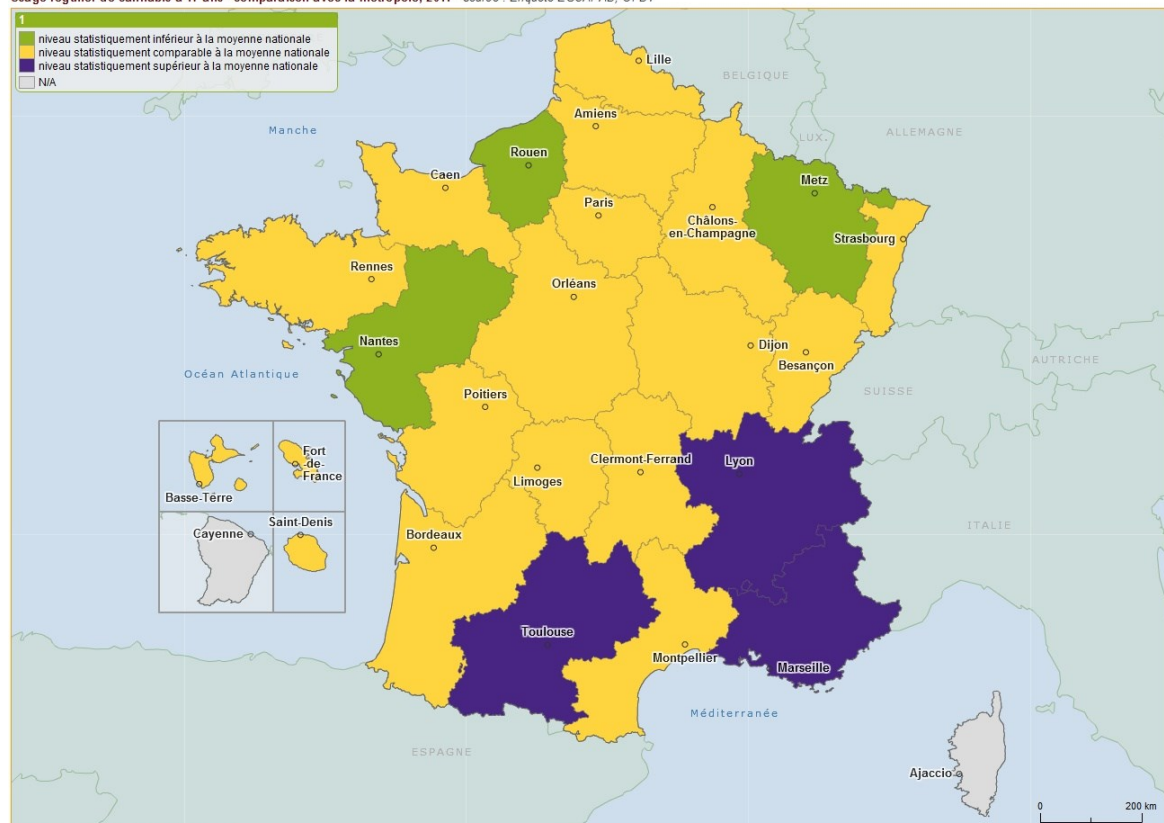 1
niveau statistiquement inférieur à la moyenne nationale
niveau statistiquement comparable à la moyenne nationale
niveau statistiquement supérieur à la moyenne nationale
N/A
Lille
BELGIQUE
Amiens
ALLEMAGNE
Manche
LUX.
Rouen
Metz
Caen
Paris
Châlons-
en-Champagne
Strasbourg
Rennes
Orléans
Nantes
Dijon
Besançon
AUTRICHE
Océan Atlantique
SUISSE
Poitiers
Fort
-de-
France
Clermont-Ferrand
Lyon
Limoges
Basse-Terre
Saint-Denis
ITALIE
Cayenne
Bordeaux
Toulouse
Montpellier
Marseille
Méditerranée
ESPAGNE
Ajaccio
0 200 km